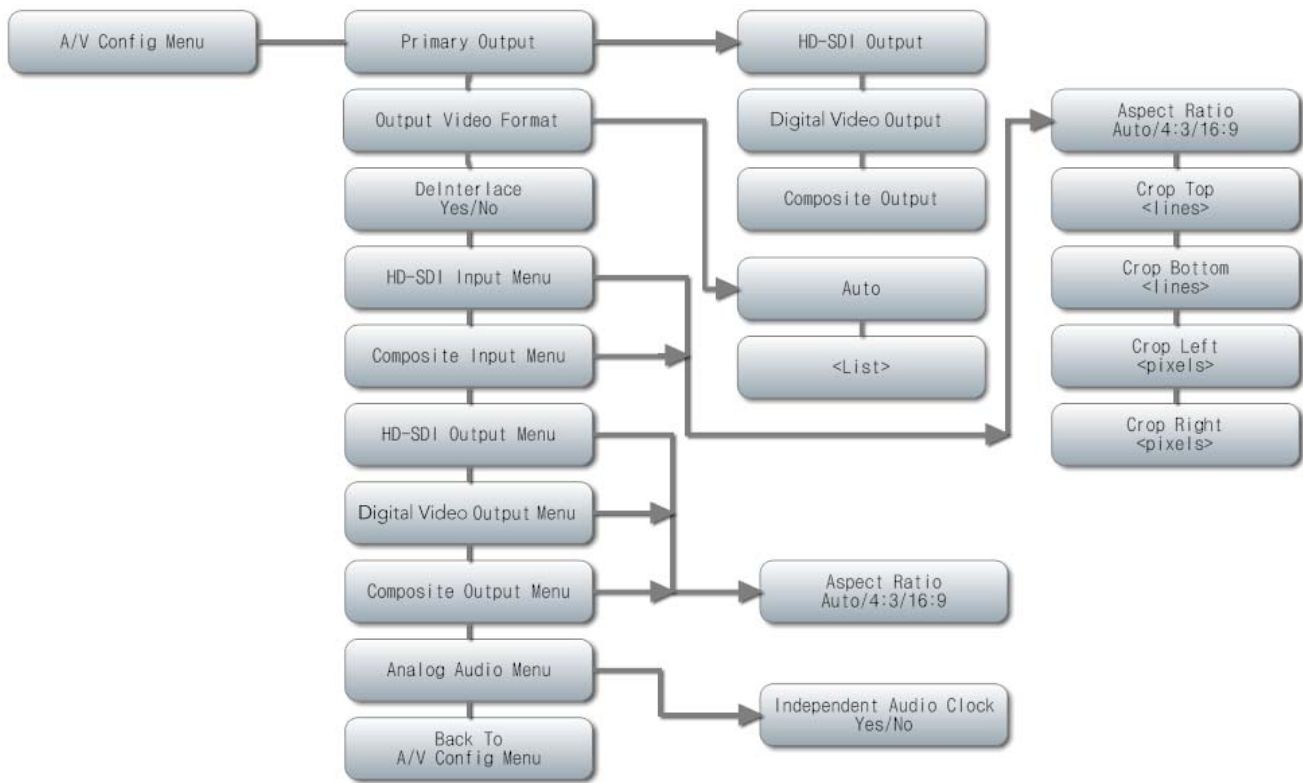 A/V Config Menu
Primary Output
Output Video Format
DeInterlace
Yes/No
HD-SDI Input Menu
Composite Input Menu
HD-SDI Output Menu
Digital Video Output Menu
Composite Output Menu
Analog Audio Menu
Back To
A/V Config Menu
HD-SDI Output
Digital Video Output
Composite Output
Auto
<List>
Aspect Ratio
Auto/4:3/16:9
Crop Top
<lines>
Crop Bottom
<lines>
Crop Left
<pixels>
Crop Right
<pixels>
Aspect Ratio
Auto/4:3/16:9
Independent Audio Clock
Yes/No